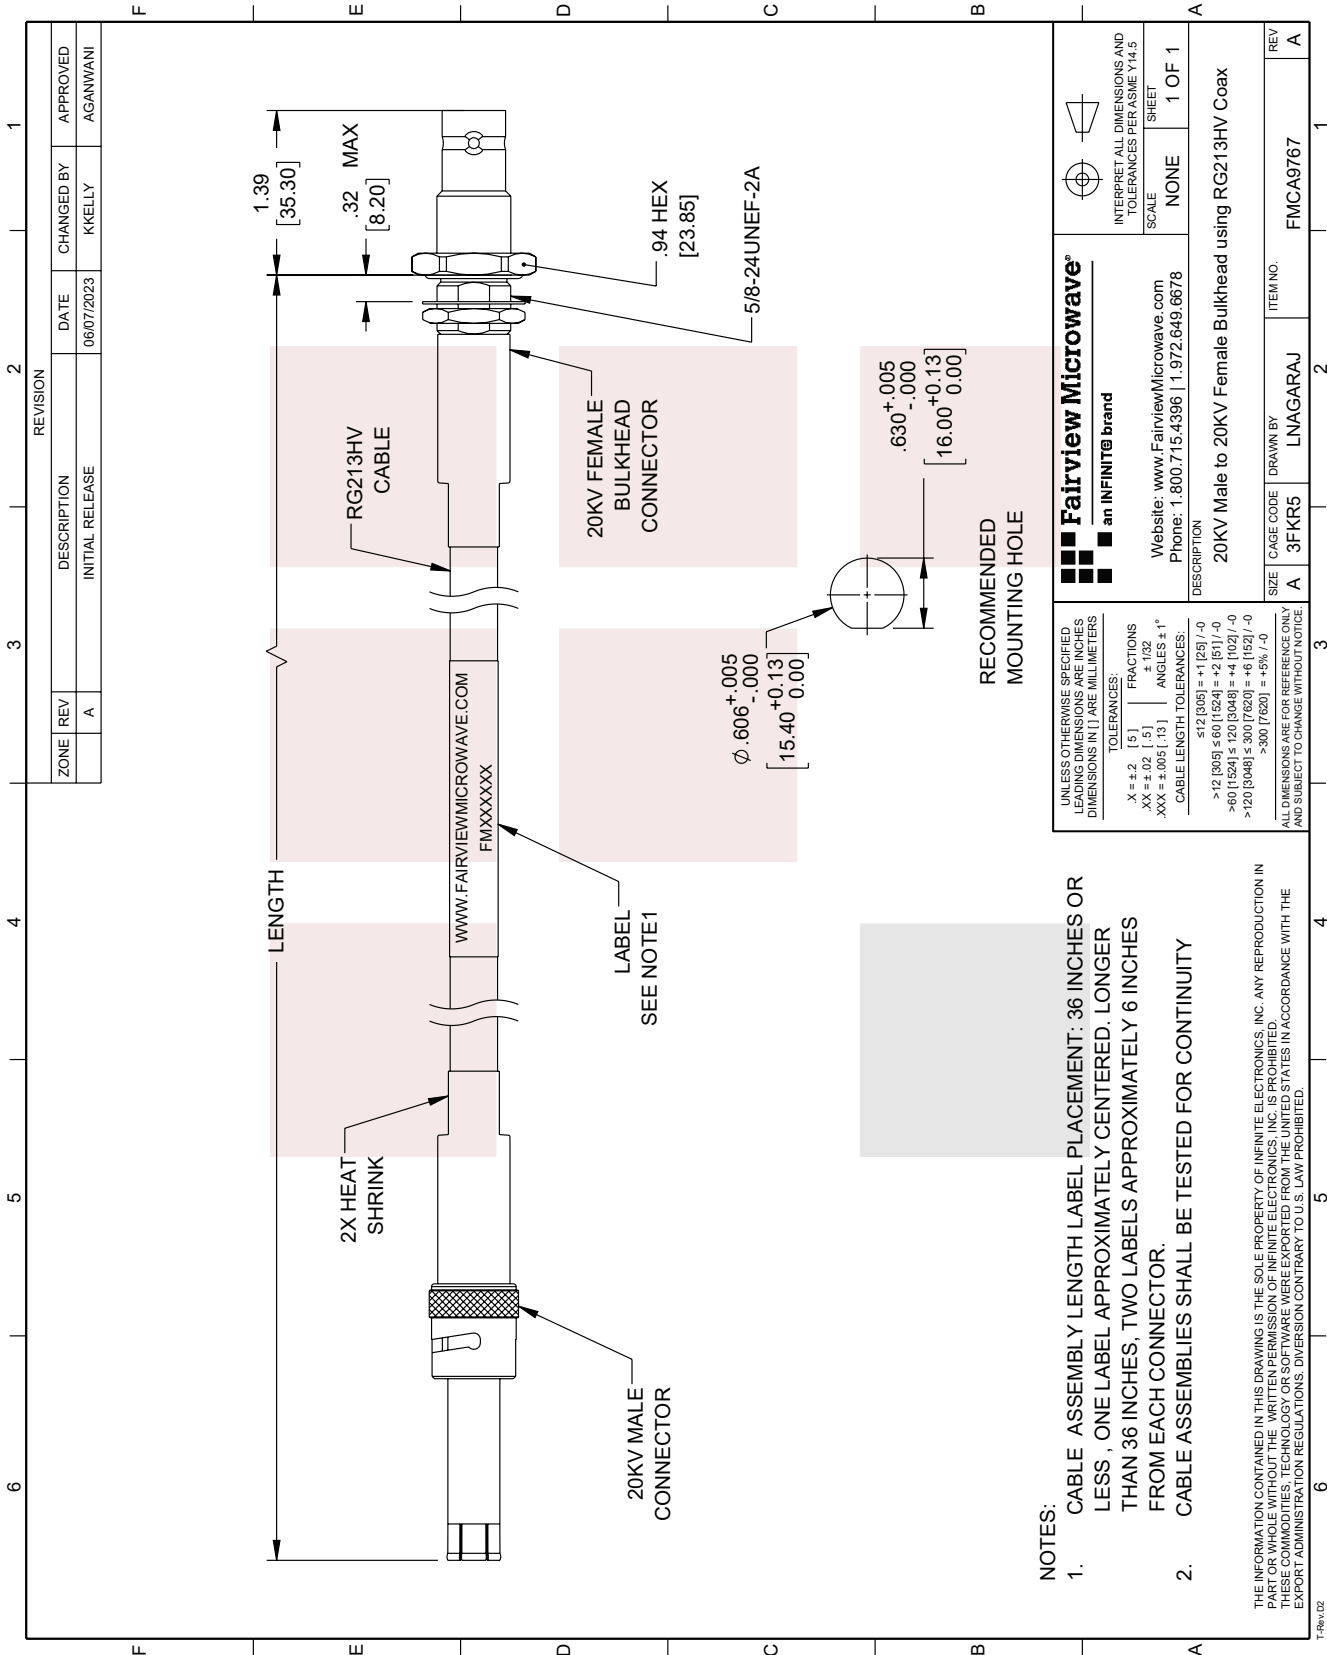 REVISION
ZONE REV DESCRIPTION DATE CHANGED BY APPROVED
A INITIAL RELEASE 06/07/2023 KKELLY AGANWANI
6 5 4 3 2 1
F
E
D
C
B
A
F
E
D
C
B
A
LENGTH
1.39
[35.30]
.32 MAX
[8.20]
2X HEAT
SHRINK
RG213HV
CABLE
WWW.FAIRVIEWMICROWAVE.COM
FMXXXXXX
20KV MALE
CONNECTOR
LABEL
SEE NOTE1
20KV FEMALE
BULKHEAD
CONNECTOR
.94 HEX
[23.85]
5/8-24UNEF-2A
∅.606 +.005
-.000
[15.40 +0.13
0.00]
.630 +.005
-.000
[16.00 +0.13
0.00]
RECOMMENDED
MOUNTING HOLE
NOTES:
1. CABLE ASSEMBLY LENGTH LABEL PLACEMENT: 36 INCHES OR
LESS , ONE LABEL APPROXIMATELY CENTERED. LONGER
THAN 36 INCHES, TWO LABELS APPROXIMATELY 6 INCHES
FROM EACH CONNECTOR.
2. CABLE ASSEMBLIES SHALL BE TESTED FOR CONTINUITY
THE INFORMATION CONTAINED IN THIS DRAWING IS THE SOLE PROPERTY OF INFINITE ELECTRONICS, INC. ANY REPRODUCTION IN
PART OR WHOLE WITHOUT THE WRITTEN PERMISSION OF INFINITE ELECTRONICS, INC. IS PROHIBITED.
THESE COMMODITIES, TECHNOLOGY OR SOFTWARE WERE EXPORTED FROM THE UNITED STATES IN ACCORDANCE WITH THE
EXPORT ADMINISTRATION REGULATIONS. DIVERSION CONTRARY TO U.S. LAW PROHIBITED.
UNLESS OTHERWISE SPECIFIED
LEADING DIMENSIONS ARE INCHES
DIMENSIONS IN [ ] ARE MILLIMETERS
TOLERANCES:
.X = ±.2 [5] FRACTIONS
.XX = ±.02 [.5] ± 1/32
.XXX = ±.005 [.13] ANGLES ± 1°
CABLE LENGTH TOLERANCES:
≤12 [305] = +1 [25] / -0
>12 [305] ≤ 60 [1524] = +2 [51] / -0
>60 [1524] ≤ 120 [3048] = +4 [102] / -0
>120 [3048] ≤ 300 [7620] = +6 [152] / -0
>300 [7620] = +5% / -0
ALL DIMENSIONS ARE FOR REFERENCE ONLY
AND SUBJECT TO CHANGE WITHOUT NOTICE.
Fairview Microwave®
an INFINIT@ brand
Website: www.FairviewMicrowave.com
Phone: 1.800.715.4396 | 1.972.649.6678
INTERPRET ALL DIMENSIONS AND
TOLERANCES PER ASME Y14.5
SCALE NONE
SHEET 1 OF 1
DESCRIPTION
20KV Male to 20KV Female Bulkhead using RG213HV Coax
SIZE A
CAGE CODE 3FKR5
DRAWN BY LNAGARAJ
ITEM NO. FMCA9767
REV A
T-Rev.D2
6 5 4 3 2 1